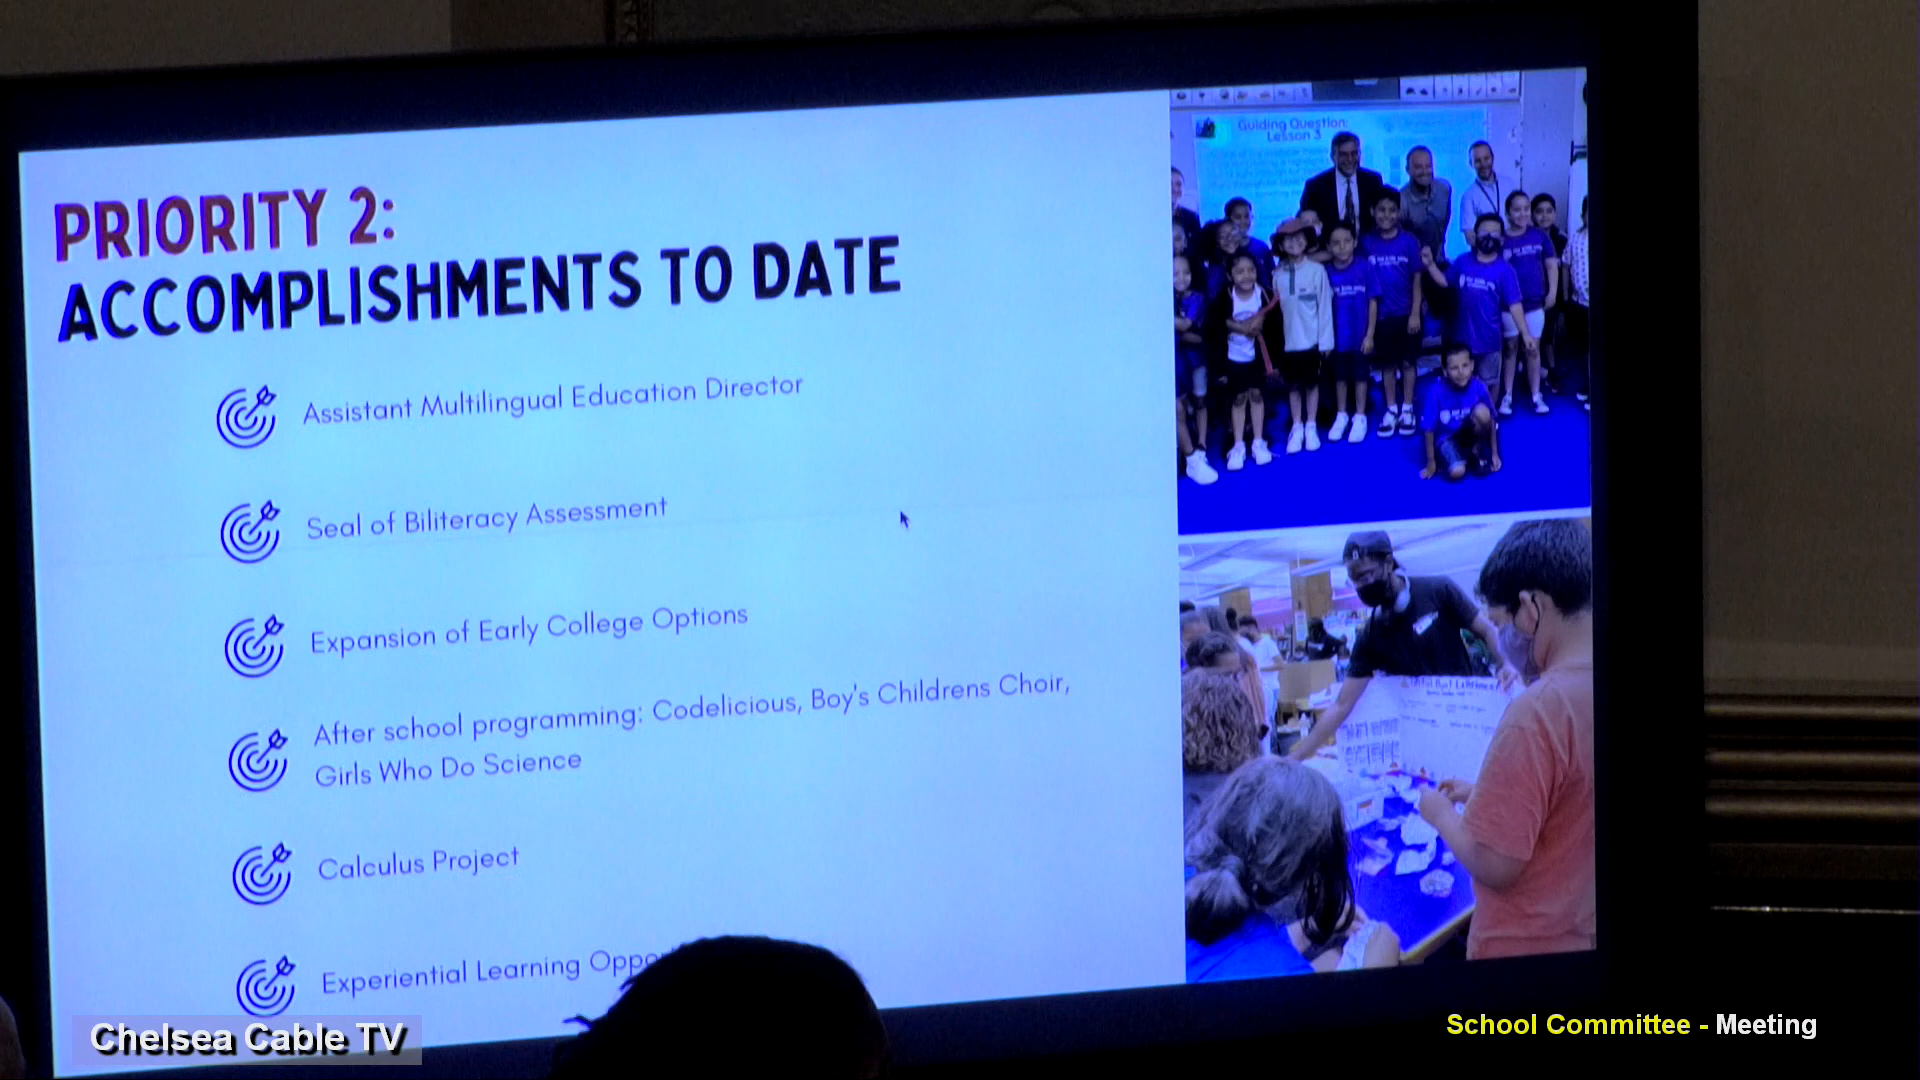 PRIORITY 2:
ACCOMPLISHMENTS TO DATE
Assistant Multilingual Education Director
Seal of Biliteracy Assessment
Expansion of Early College Options
After school programming: Codelicious, Boy's Childrens Choir,
Girls Who Do Science
Calculus Project
Experiential Learning
Guiding Question:
Lesson 3
Chelsea Cable TV
School Committee - Meeting